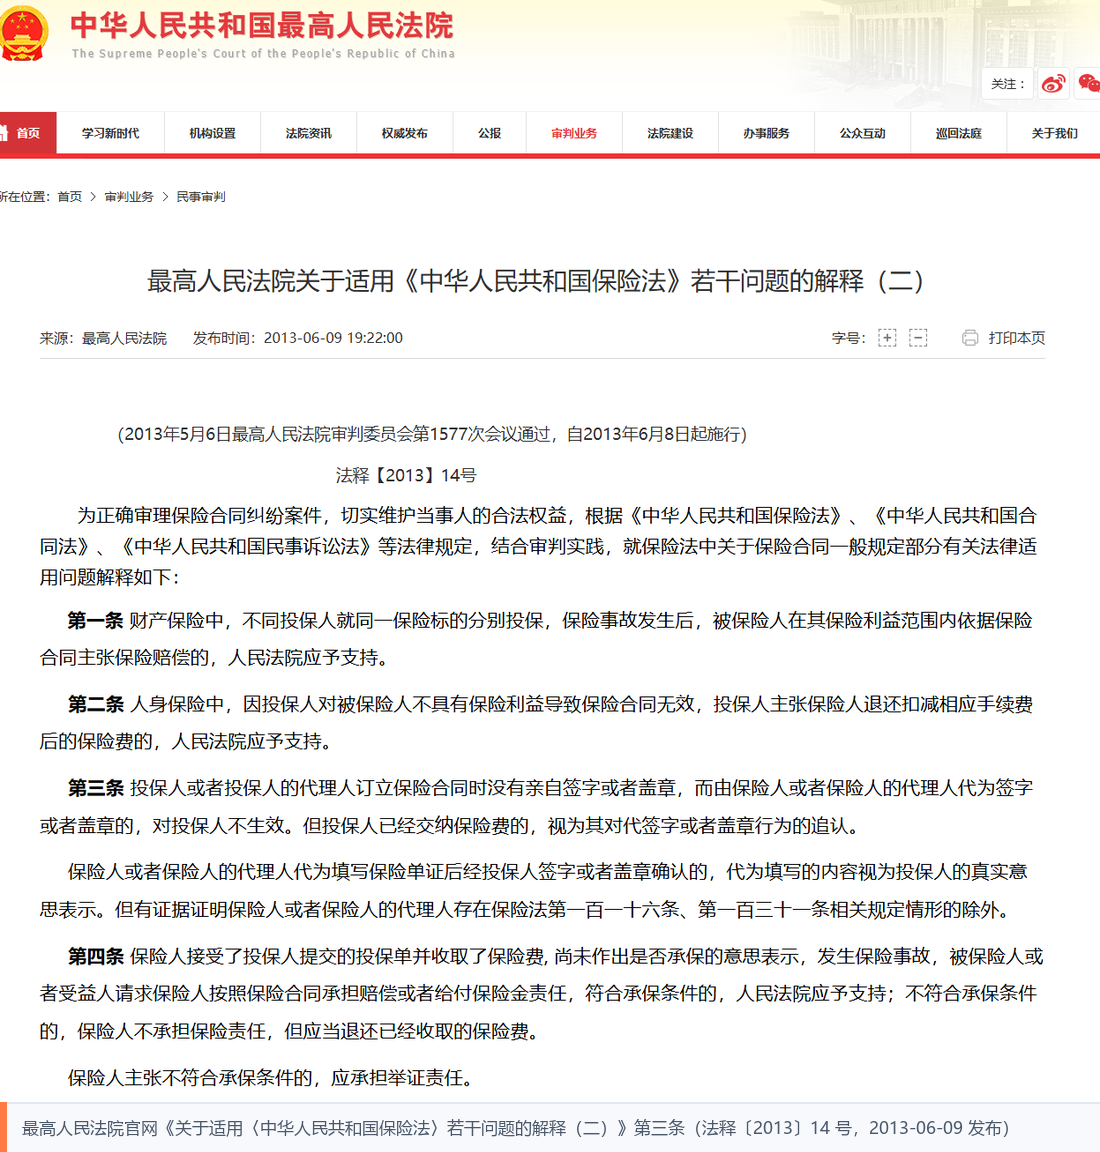 中华人民共和国最高人民法院
The Supreme People's Court of the People's Republic of China
关注：
首页 学习新时代 机构设置 法院资讯 权威发布 公报 审判业务 法院建设 办事服务 公众互动 巡回法庭 关于我们
所在位置：首页 > 审判业务 > 民事审判
最高人民法院关于适用《中华人民共和国保险法》若干问题的解释（二）
来源：最高人民法院 发布时间：2013-06-09 19:22:00 字号： + − 打印本页
（2013年5月6日最高人民法院审判委员会第1577次会议通过，自2013年6月8日起施行）
法释【2013】14号
为正确审理保险合同纠纷案件，切实维护当事人的合法权益，根据《中华人民共和国保险法》、《中华人民共和国合
同法》、《中华人民共和国民事诉讼法》等法律规定，结合审判实践，就保险法中关于保险合同一般规定部分有关法律适
用问题解释如下：
第一条 财产保险中，不同投保人就同一保险标的分别投保，保险事故发生后，被保险人在其保险利益范围内依据保险
合同主张保险赔偿的，人民法院应予支持。
第二条 人身保险中，因投保人对被保险人不具有保险利益导致保险合同无效，投保人主张保险人退还扣减相应手续费
后的保险费的，人民法院应予支持。
第三条 投保人或者投保人的代理人订立保险合同时没有亲自签字或者盖章，而由保险人或者保险人的代理人代为签字
或者盖章的，对投保人不生效。但投保人已经交纳保险费的，视为其对代签字或者盖章行为的追认。
保险人或者保险人的代理人代为填写保险单证后经投保人签字或者盖章确认的，代为填写的内容视为投保人的真实意
思表示。但有证据证明保险人或者保险人的代理人存在保险法第一百一十六条、第一百三十一条相关规定情形的除外。
第四条 保险人接受了投保人提交的投保单并收取了保险费，尚未作出是否承保的意思表示，发生保险事故，被保险人或
者受益人请求保险人按照保险合同承担赔偿或者给付保险金责任，符合承保条件的，人民法院应予支持；不符合承保条件
的，保险人不承担保险责任，但应当退还已经收取的保险费。
保险人主张不符合承保条件的，应承担举证责任。
最高人民法院官网《关于适用〈中华人民共和国保险法〉若干问题的解释（二）》第三条（法释〔2013〕14 号，2013-06-09 发布）